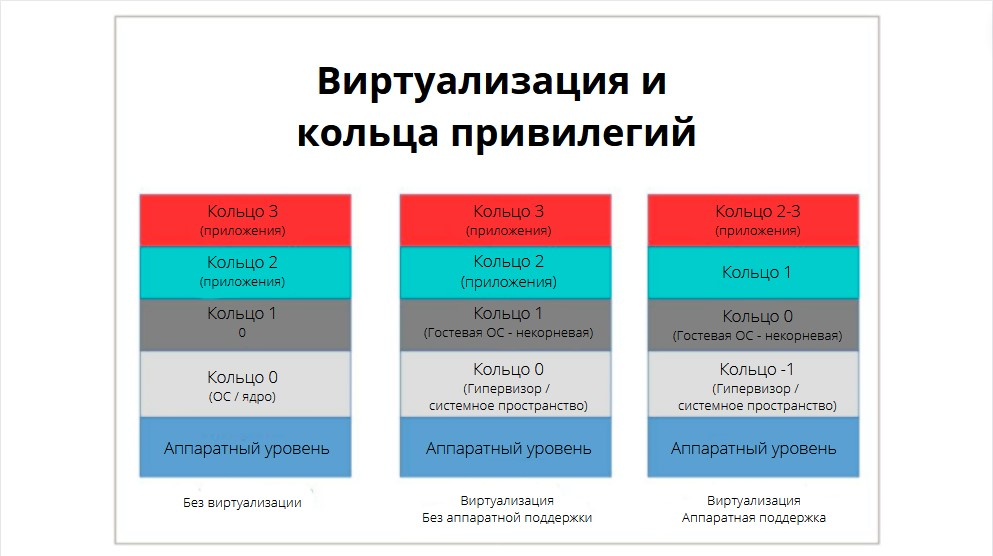 Виртуализация и
кольца привилегий
Кольцо 3
(приложения)
Кольцо 2
(приложения)
Кольцо 1
0
Кольцо 0
(ОС / ядро)
Аппаратный уровень
Без виртуализации
Кольцо 3
(приложения)
Кольцо 2
(приложения)
Кольцо 1
(Гостевая ОС - некорневая)
Кольцо 0
(Гипервизор /
системное пространство)
Аппаратный уровень
Виртуализация
Без аппаратной поддержки
Кольцо 2-3
(приложения)
Кольцо 1
Кольцо 0
(Гостевая ОС - некорневая)
Кольцо -1
(Гипервизор /
системное пространство)
Аппаратный уровень
Виртуализация
Аппаратная поддержка